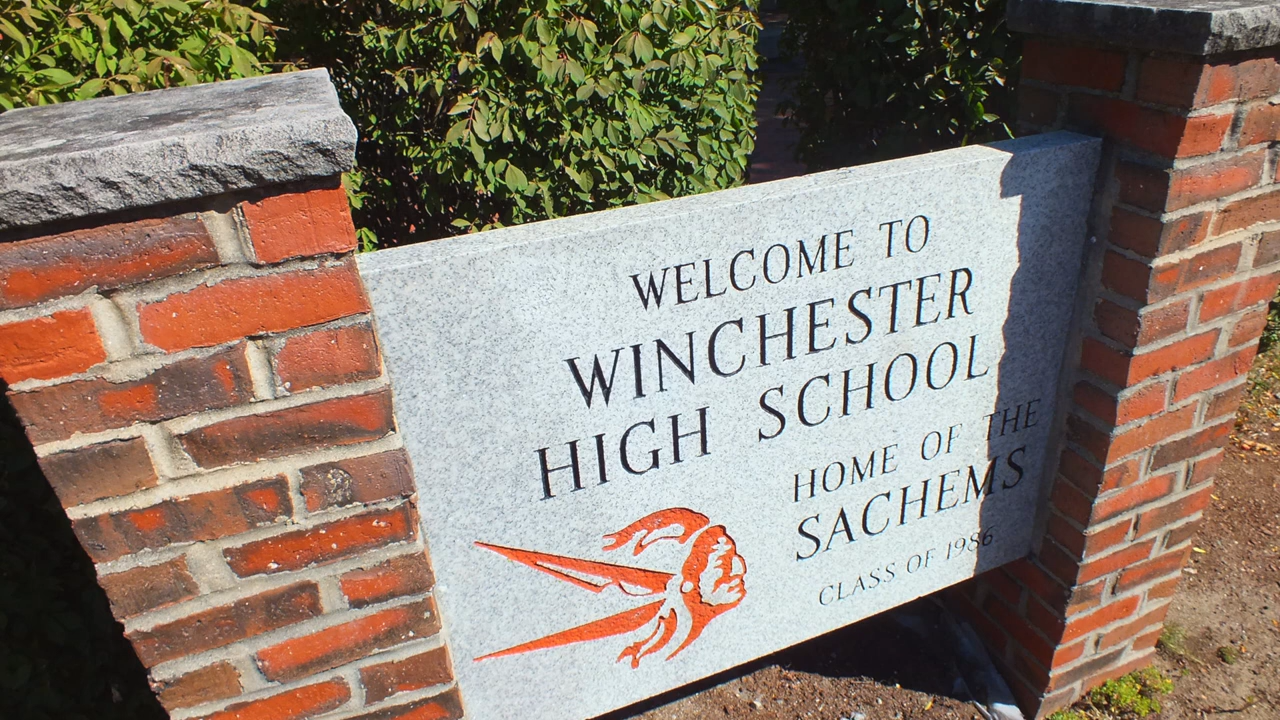 WELCOME TO
WINCHESTER
HIGH SCHOOL
HOME OF THE
SACHEMS
CLASS OF 1986